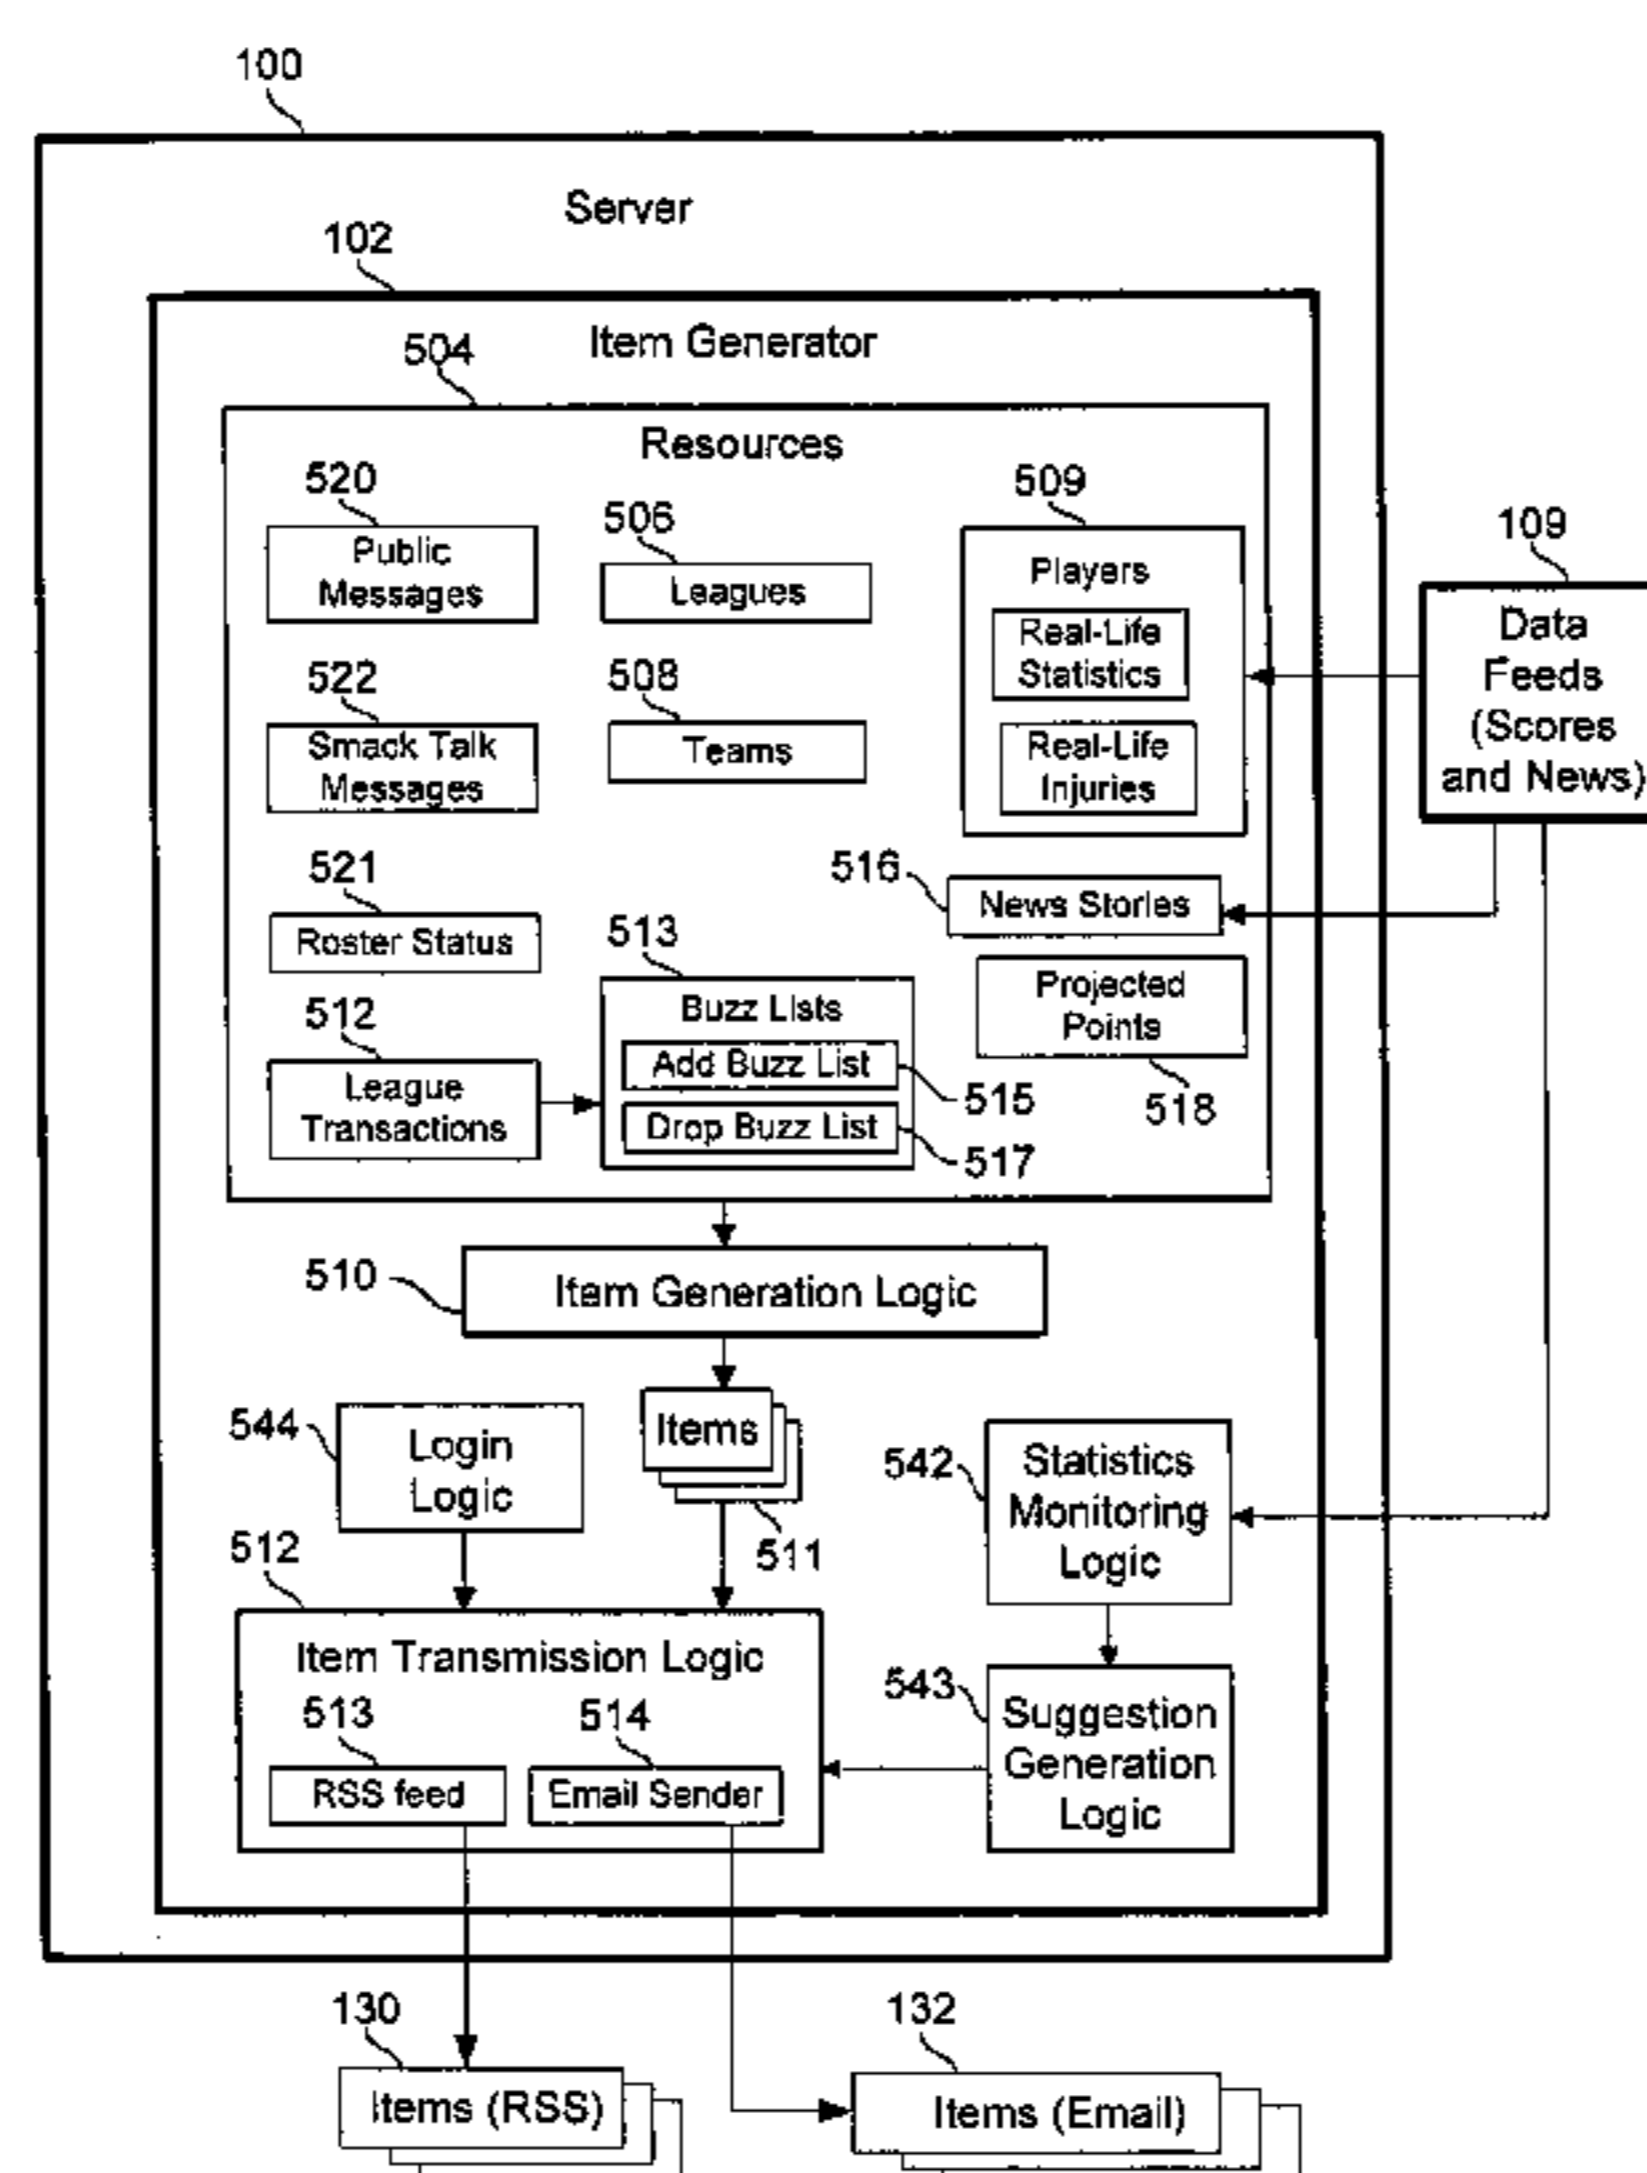 100
Server
102
Item Generator
504
Resources
520
Public
Messages
506
Leagues
509
Players
Real-Life
Statistics
Real-Life
Injuries
109
Data
Feeds
(Scores
and News)
522
Smack Talk
Messages
508
Teams
521
Roster Status
516
News Stories
512
League
Transactions
513
Buzz Lists
Add Buzz List
515
Drop Buzz List
517
Projected
Points
518
510
Item Generation Logic
544
Login
Logic
Items
511
542
Statistics
Monitoring
Logic
512
Item Transmission Logic
513
RSS feed
514
Email Sender
543
Suggestion
Generation
Logic
130
Items (RSS)
132
Items (Email)